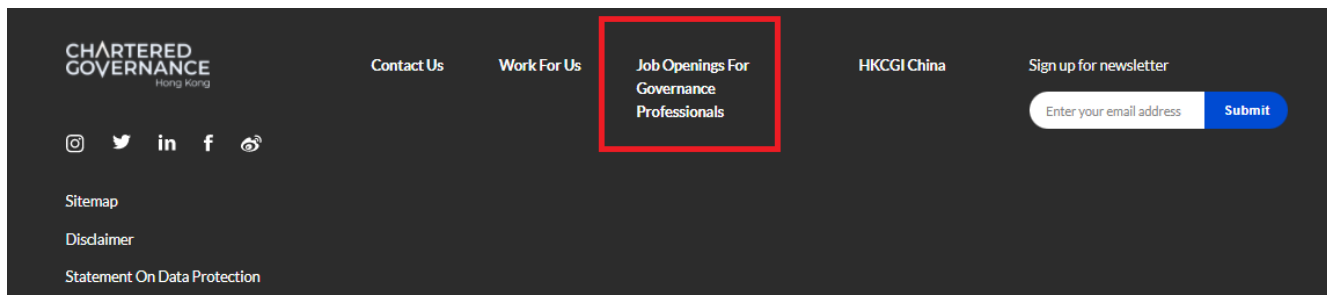 CHARTERED
GOVERNANCE
Hong Kong
Contact Us
Work For Us
Job Openings For
Governance
Professionals
HKCGI China
Sign up for newsletter
Enter your email address
Submit
Sitemap
Disclaimer
Statement On Data Protection